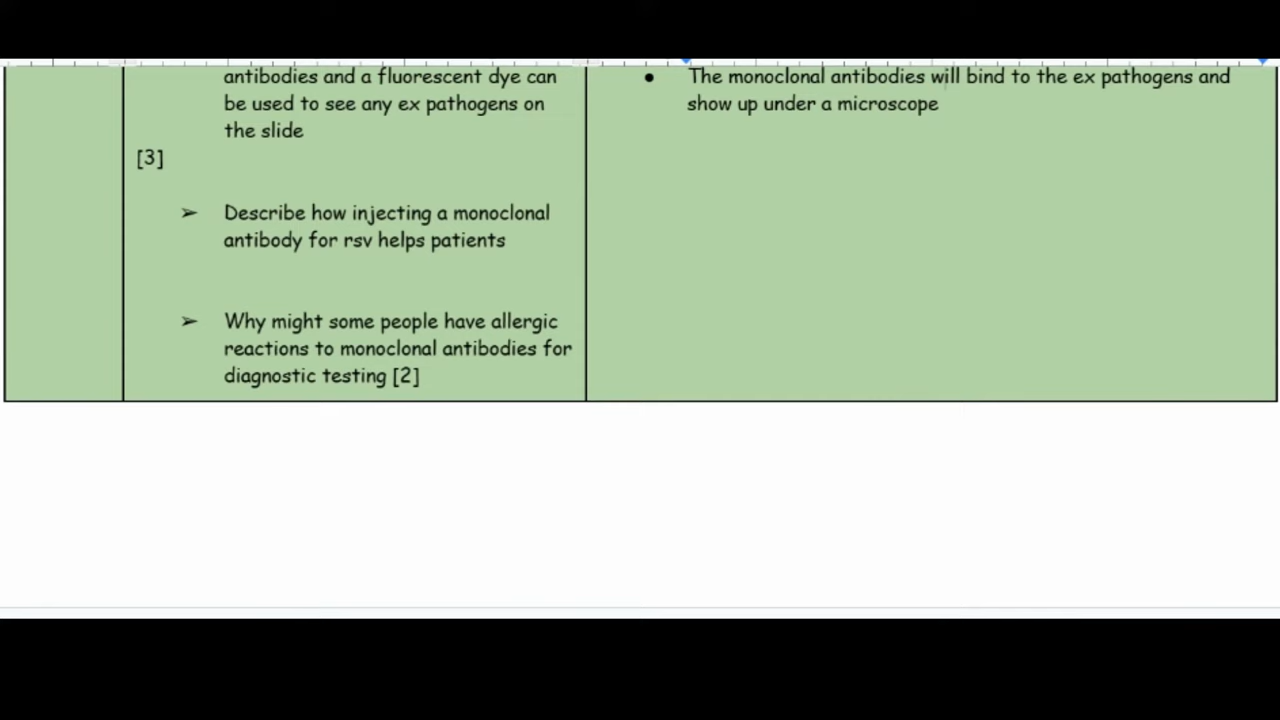 antibodies and a fluorescent dye can
be used to see any ex pathogens on
the slide
[3]
➢ Describe how injecting a monoclonal
antibody for rsv helps patients
➢ Why might some people have allergic
reactions to monoclonal antibodies for
diagnostic testing [2]
● The monoclonal antibodies will bind to the ex pathogens and
show up under a microscope